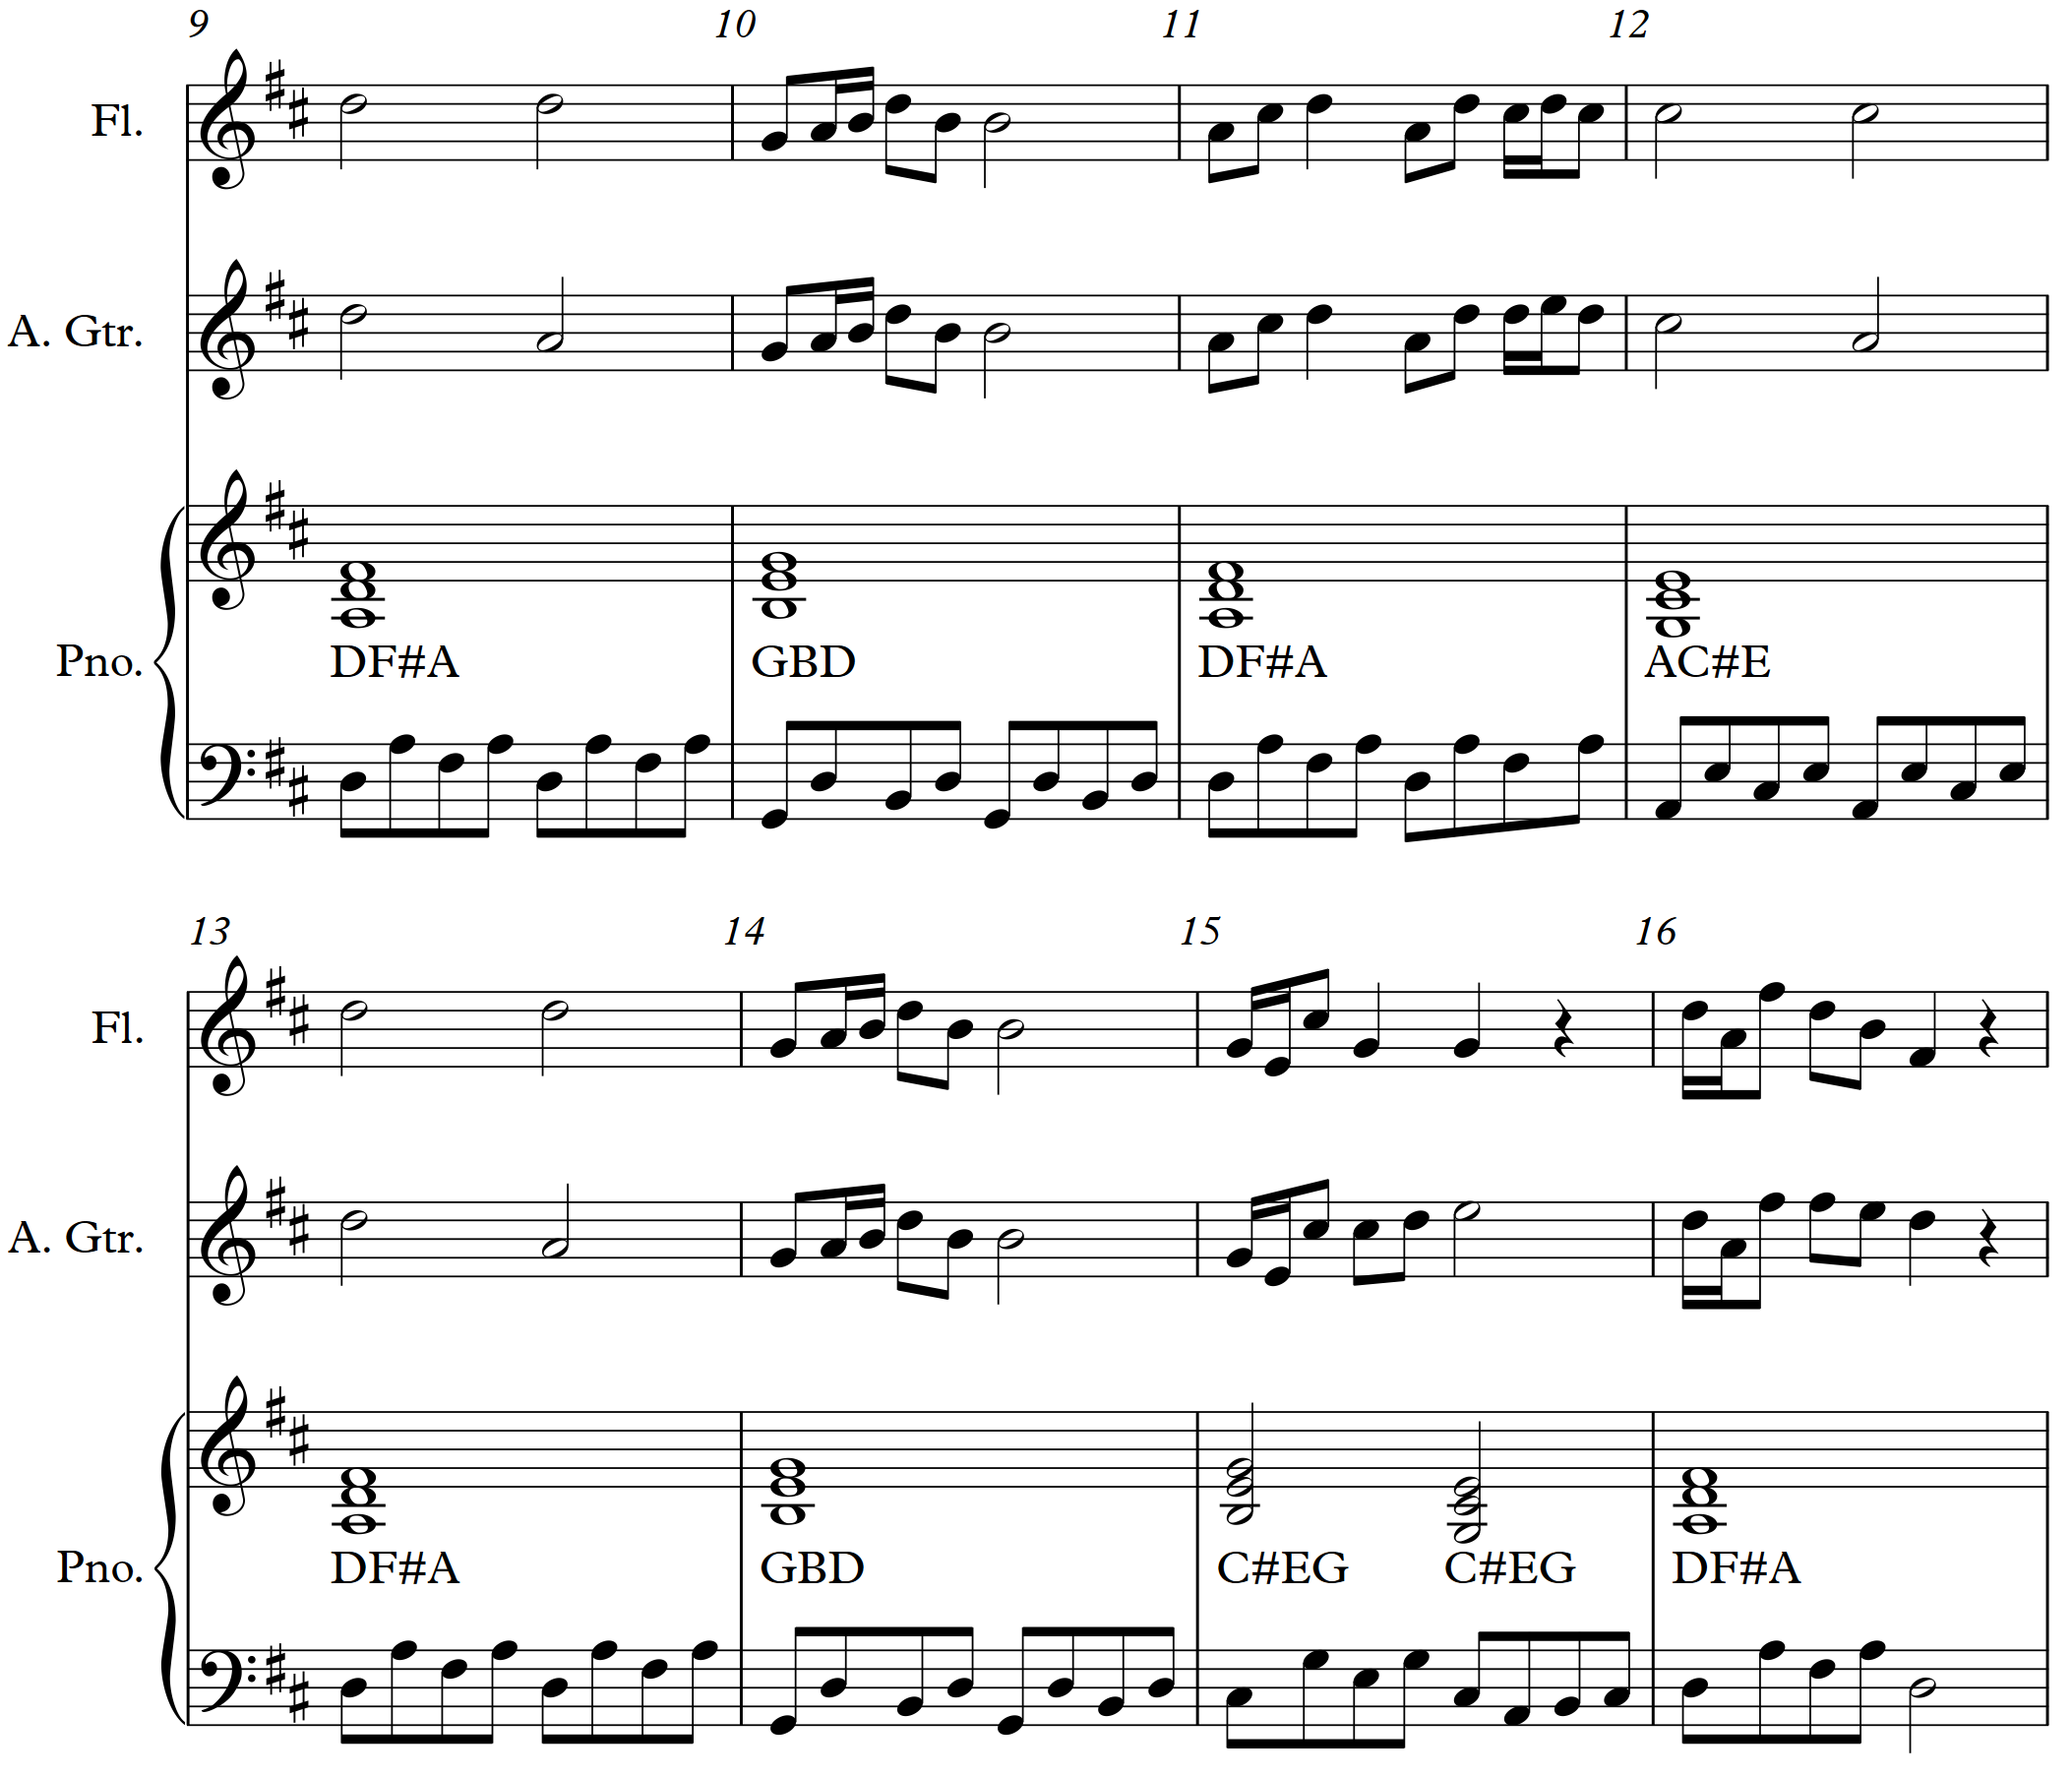 9 10 11 12
Fl.
A. Gtr.
Pno.
DF#A GBD DF#A AC#E
13 14 15 16
Fl.
A. Gtr.
Pno.
DF#A GBD C#EG C#EG DF#A